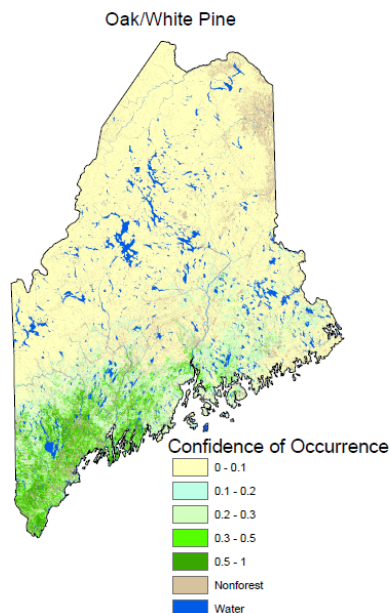 Oak/White Pine
Confidence of Occurrence
0 - 0.1
0.1 - 0.2
0.2 - 0.3
0.3 - 0.5
0.5 - 1
Nonforest
Water